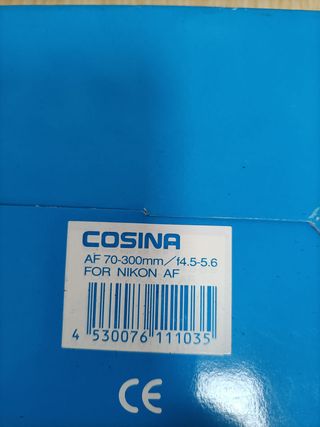 COSINA
AF 70-300mm/f4.5-5.6
FOR NIKON AF
4 530076 111035
CE